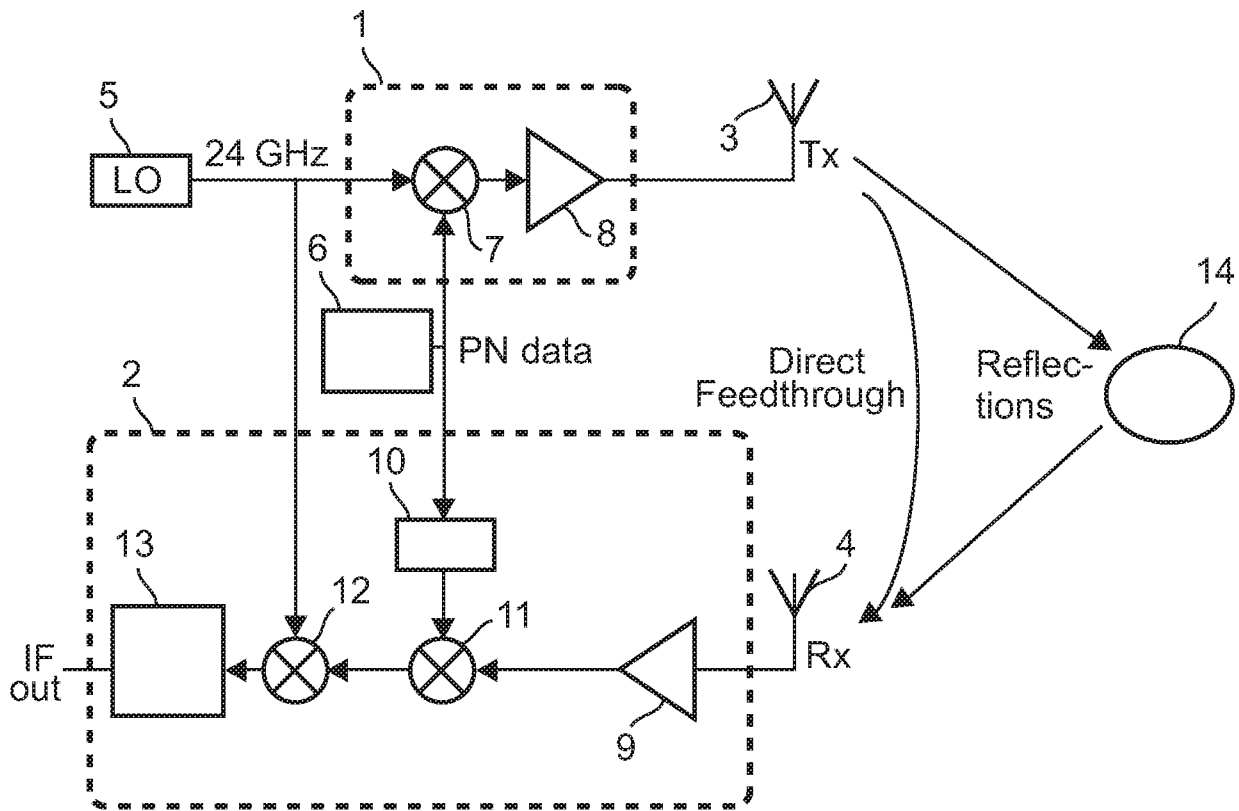 1
5
24 GHz
LO
3
Tx
7
8
6
PN data
14
Direct
Feedthrough
Reflec-
tions
2
10
13
12
11
4
IF
out
Rx
9